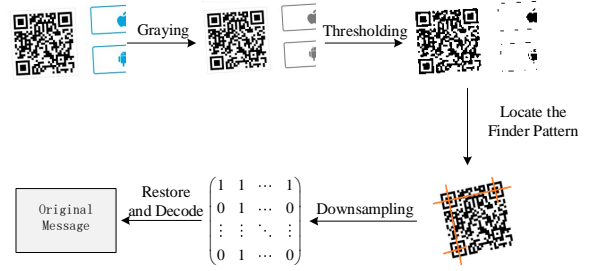 Graying
Thresholding
Locate the
Finder Pattern
Downsampling
1 1 ⋯ 1
0 1 ⋯ 0
⋮ ⋮ ⋱ ⋮
0 1 ⋯ 0
Restore
and Decode
Original
Message